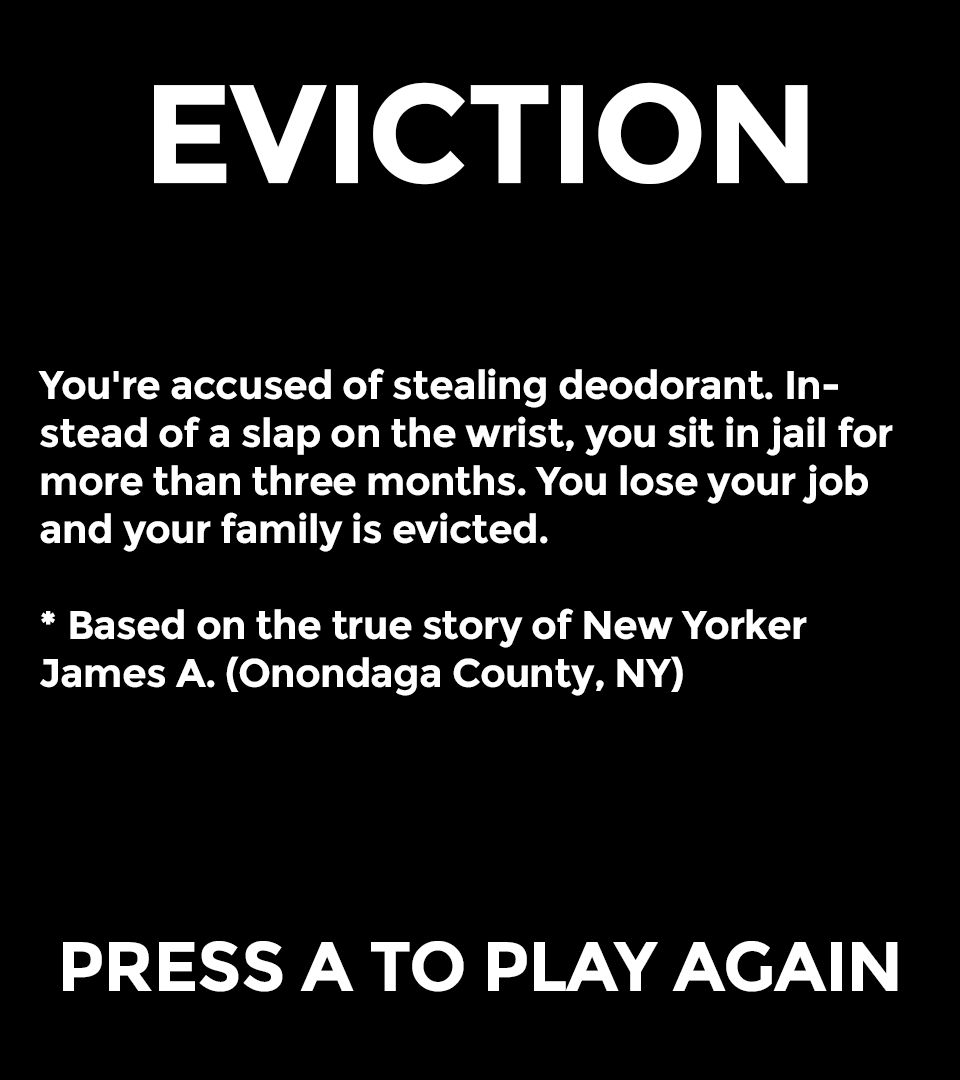 EVICTION
You're accused of stealing deodorant. In-
stead of a slap on the wrist, you sit in jail for
more than three months. You lose your job
and your family is evicted.
* Based on the true story of New Yorker
James A. (Onondaga County, NY)
PRESS A TO PLAY AGAIN